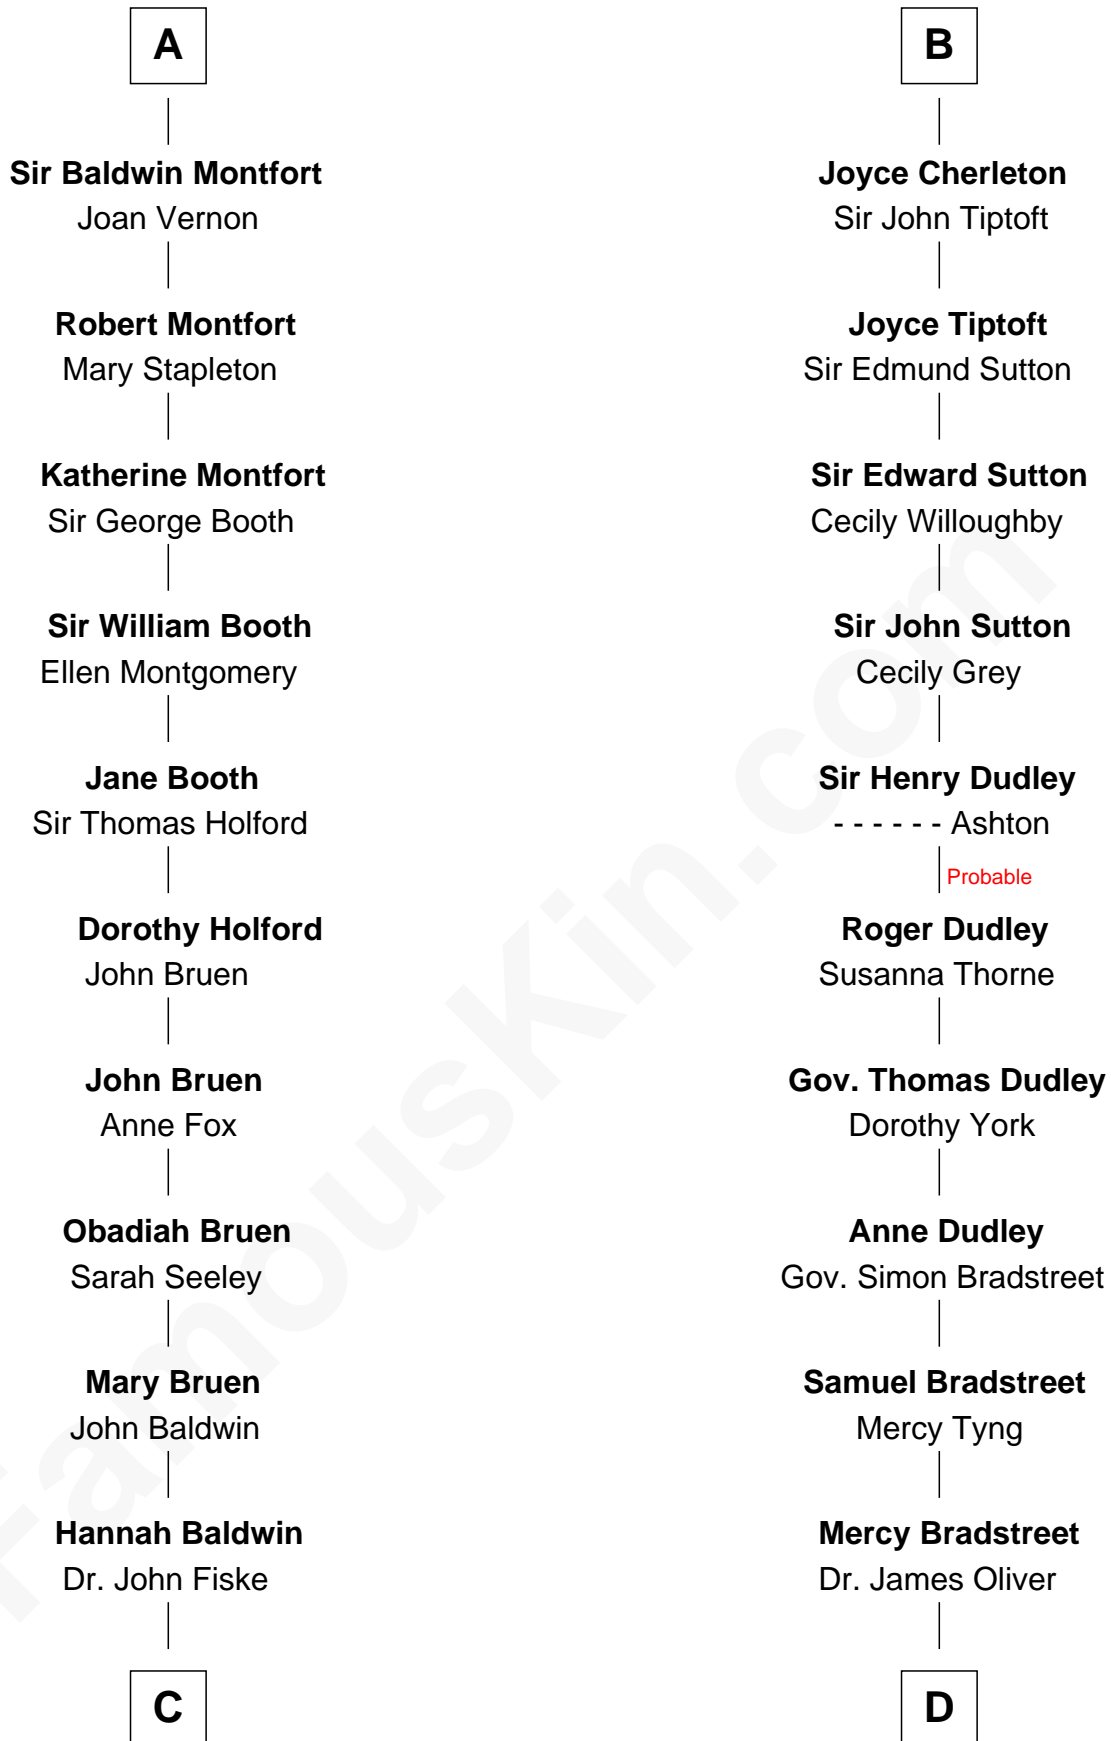 A
Sir Baldwin Montfort
Joan Vernon
Robert Montfort
Mary Stapleton
Katherine Montfort
Sir George Booth
Sir William Booth
Ellen Montgomery
Jane Booth
Sir Thomas Holford
Dorothy Holford
John Bruen
John Bruen
Anne Fox
Obadiah Bruen
Sarah Seeley
Mary Bruen
John Baldwin
Hannah Baldwin
Dr. John Fiske
C
B
Joyce Cherleton
Sir John Tiptoft
Joyce Tiptoft
Sir Edmund Sutton
Sir Edward Sutton
Cecily Willoughby
Sir John Sutton
Cecily Grey
Sir Henry Dudley
- - - - - - Ashton
Probable
Roger Dudley
Susanna Thorne
Gov. Thomas Dudley
Dorothy York
Anne Dudley
Gov. Simon Bradstreet
Samuel Bradstreet
Mercy Tyng
Mercy Bradstreet
Dr. James Oliver
D
FamousKin.com